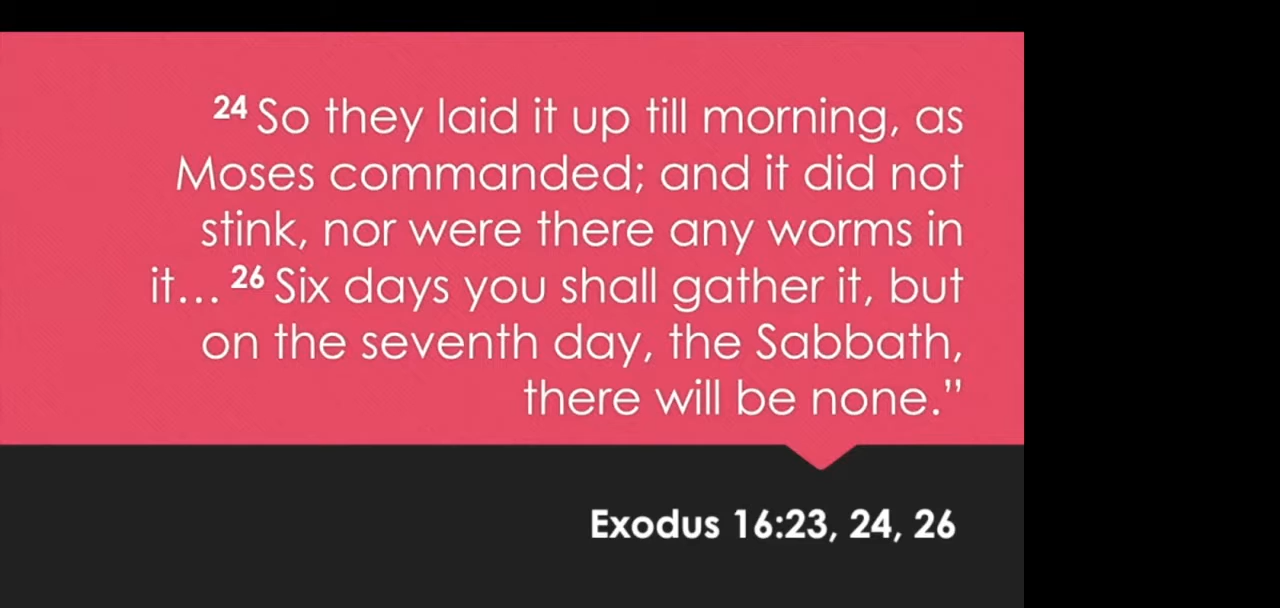 24 So they laid it up till morning, as
Moses commanded; and it did not
stink, nor were there any worms in
it... 26 Six days you shall gather it, but
on the seventh day, the Sabbath,
there will be none.”
Exodus 16:23, 24, 26